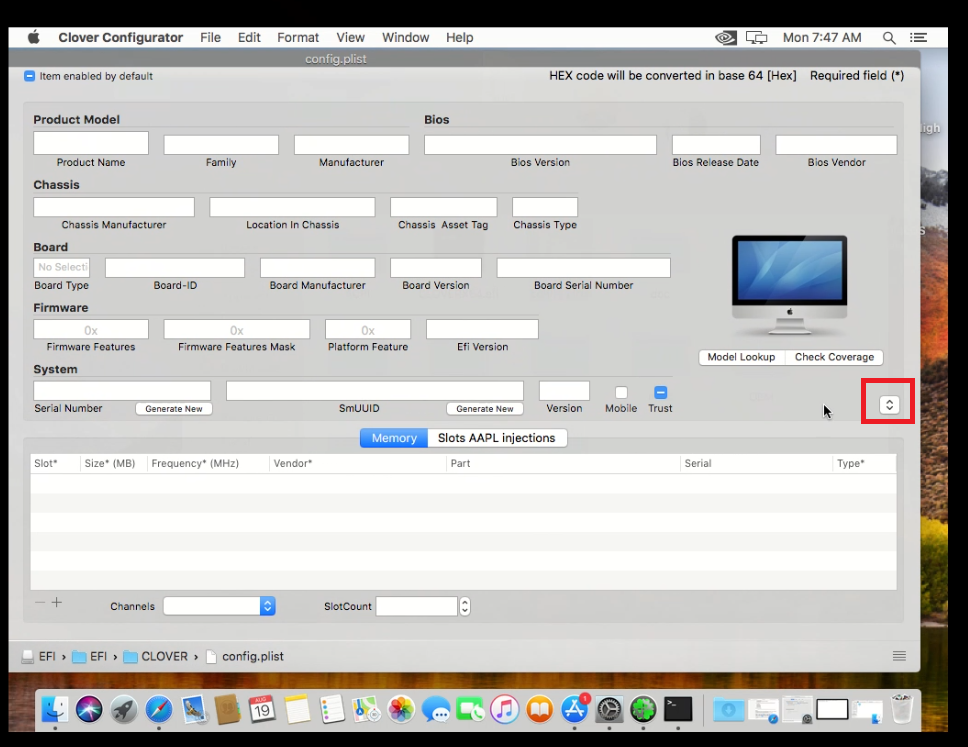 Clover Configurator File Edit Format View Window Help Mon 7:47 AM
config.plist
Item enabled by default HEX code will be converted in base 64 [Hex] Required field (*)
Product Model Bios
Product Name Family Manufacturer Bios Version Bios Release Date Bios Vendor
Chassis
Chassis Manufacturer Location In Chassis Chassis Asset Tag Chassis Type
Board
No Selecti
Board Type Board-ID Board Manufacturer Board Version Board Serial Number
Firmware
0x 0x 0x
Firmware Features Firmware Features Mask Platform Feature Efi Version
Model Lookup Check Coverage
System
Serial Number Generate New SmUUID Generate New Version Mobile Trust
Memory Slots AAPL injections
Slot* Size* (MB) Frequency* (MHz) Vendor* Part Serial Type*
Channels SlotCount
EFI › EFI › CLOVER › config.plist
AUG
19
1